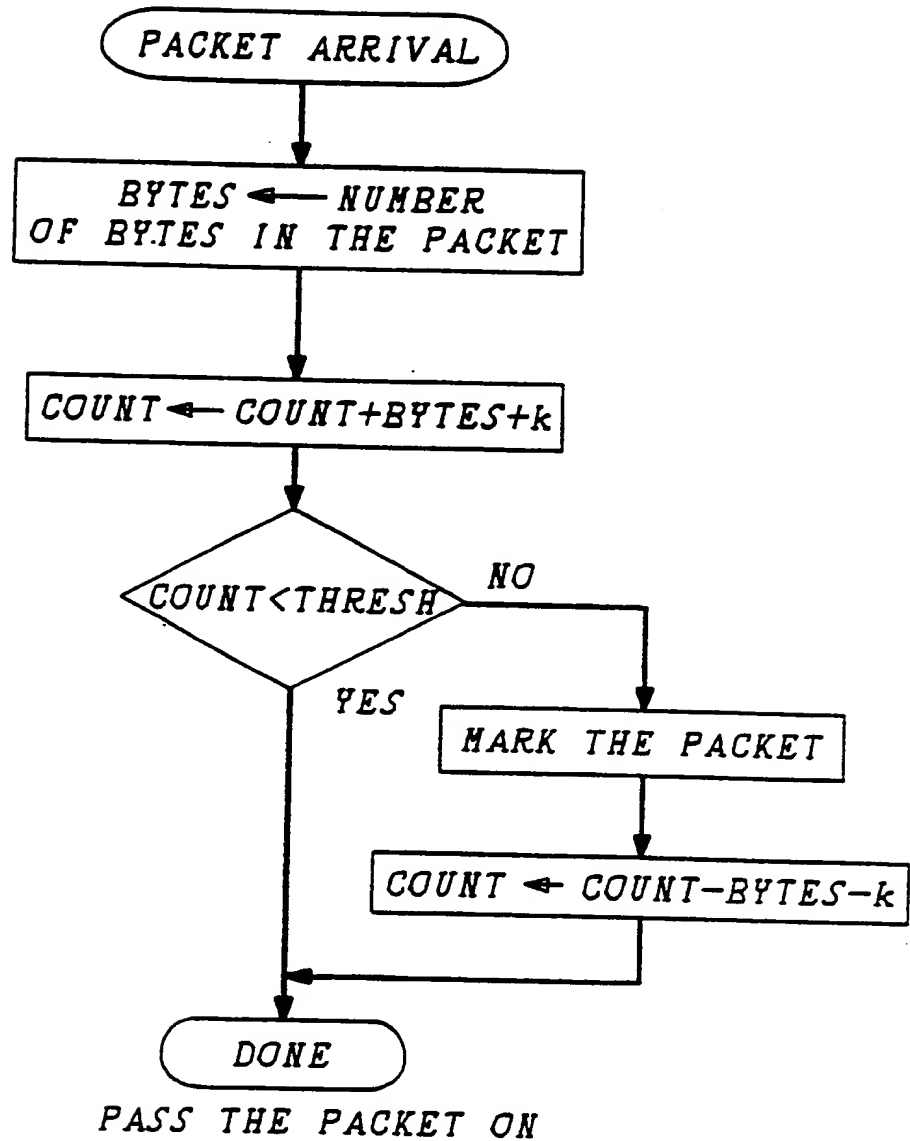 PACKET ARRIVAL
BYTES ← NUMBER
OF BYTES IN THE PACKET
COUNT ← COUNT+BYTES+k
COUNT<THRESH
NO
YES
MARK THE PACKET
COUNT ← COUNT-BYTES-k
DONE
PASS THE PACKET ON